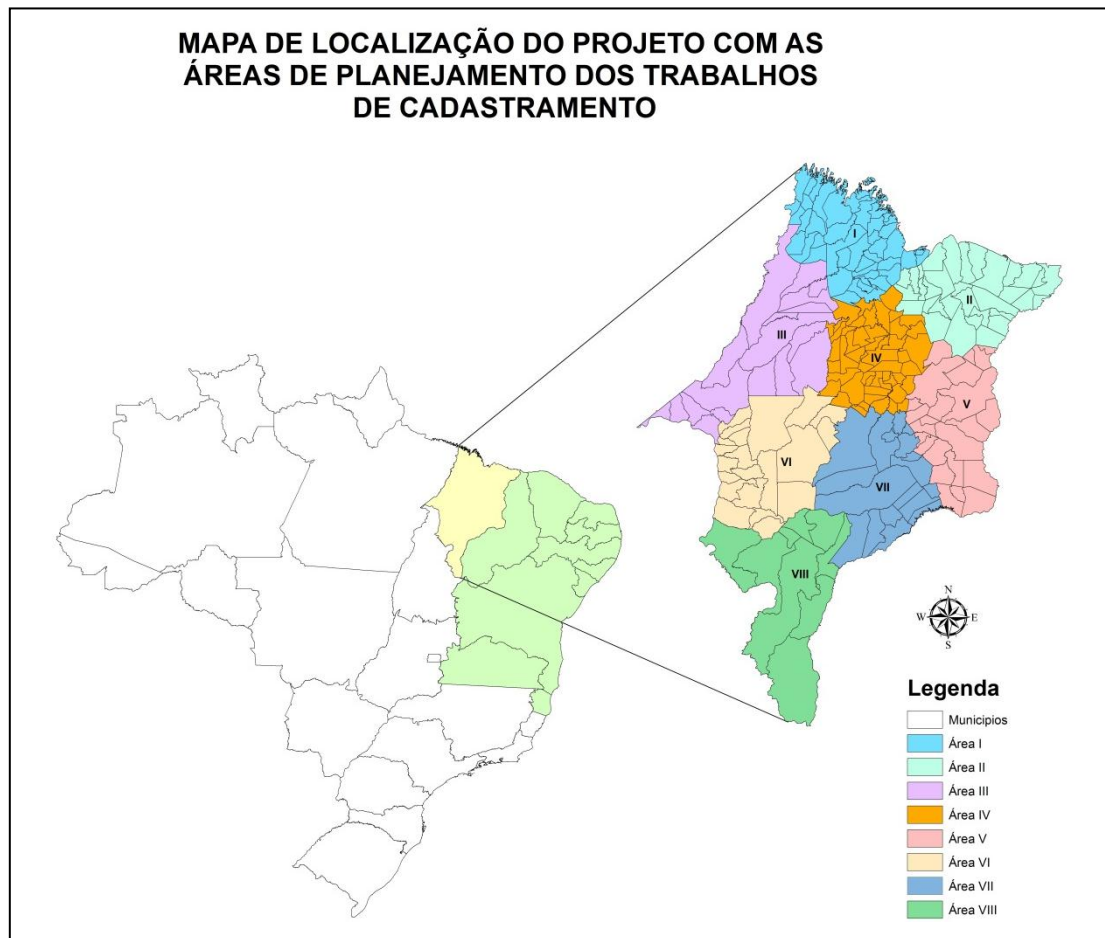 MAPA DE LOCALIZAÇÃO DO PROJETO COM AS
ÁREAS DE PLANEJAMENTO DOS TRABALHOS
DE CADASTRAMENTO
I
II
III
IV
V
VI
VII
VIII
N
W
E
S
Legenda
Municipios
Área I
Área II
Área III
Área IV
Área V
Área VI
Área VII
Área VIII